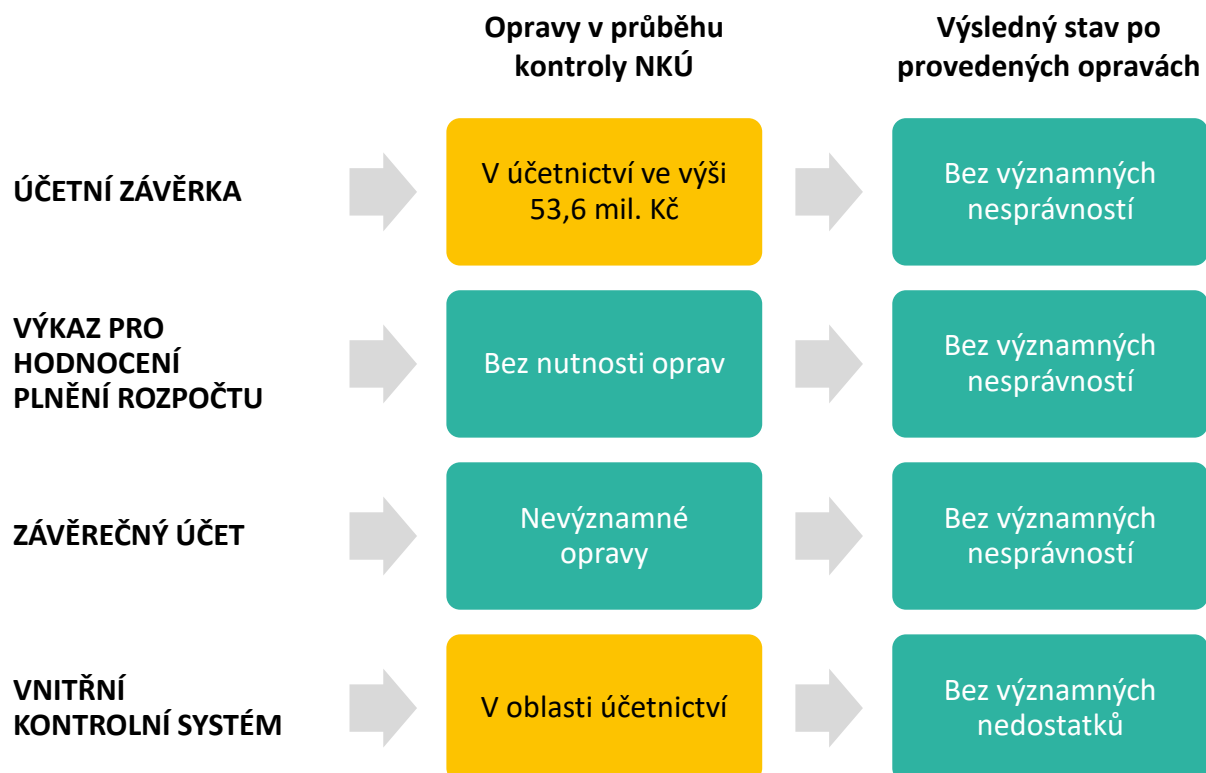 Opravy v průběhu
kontroly NKÚ
Výsledný stav po
provedených opravách
ÚČETNÍ ZÁVĚRKA
V účetnictví ve výši
53,6 mil. Kč
Bez významných
nesprávností
VÝKAZ PRO
HODNOCENÍ
PLNĚNÍ ROZPOČTU
Bez nutnosti oprav
Bez významných
nesprávností
ZÁVĚREČNÝ ÚČET
Nevýznamné
opravy
Bez významných
nesprávností
VNITŘNÍ
KONTROLNÍ SYSTÉM
V oblasti účetnictví
Bez významných
nedostatků